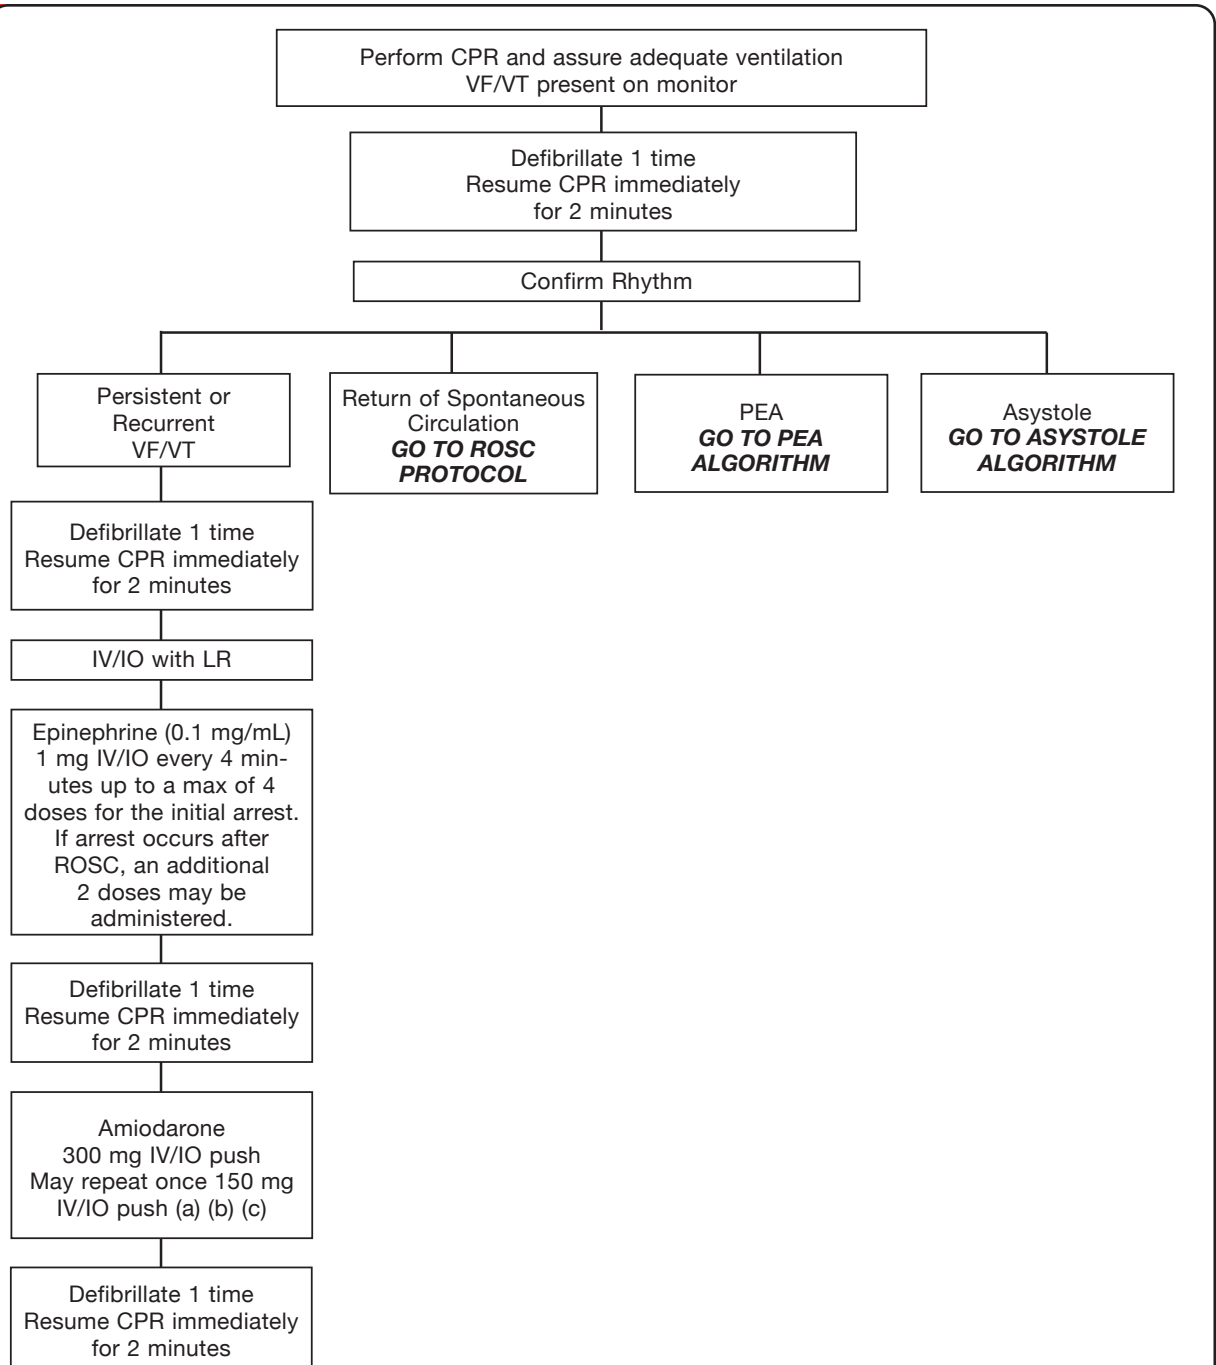 Perform CPR and assure adequate ventilation
VF/VT present on monitor
Defibrillate 1 time
Resume CPR immediately
for 2 minutes
Confirm Rhythm
Persistent or
Recurrent
VF/VT
Return of Spontaneous
Circulation
GO TO ROSC
PROTOCOL
PEA
GO TO PEA
ALGORITHM
Asystole
GO TO ASYSTOLE
ALGORITHM
Defibrillate 1 time
Resume CPR immediately
for 2 minutes
IV/IO with LR
Epinephrine (0.1 mg/mL)
1 mg IV/IO every 4 min-
utes up to a max of 4
doses for the initial arrest.
If arrest occurs after
ROSC, an additional
2 doses may be
administered.
Defibrillate 1 time
Resume CPR immediately
for 2 minutes
Amiodarone
300 mg IV/IO push
May repeat once 150 mg
IV/IO push (a) (b) (c)
Defibrillate 1 time
Resume CPR immediately
for 2 minutes